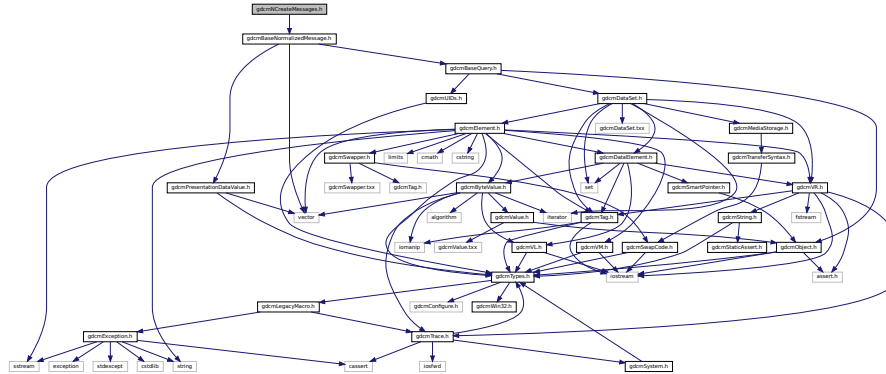 gdcmNCreateMessages.h
gdcmBaseNormalizedMessage.h
gdcmBaseQuery.h
gdcmUIDs.h
gdcmDataSet.h
gdcmElement.h
gdcmDataSet.txx
gdcmMediaStorage.h
gdcmSwapper.h
limits
cmath
cstring
gdcmDataElement.h
gdcmTransferSyntax.h
gdcmPresentationDataValue.h
gdcmSwapper.txx
gdcmTag.h
gdcmByteValue.h
set
gdcmSmartPointer.h
gdcmVR.h
vector
algorithm
gdcmValue.h
iterator
gdcmTag.h
gdcmString.h
fstream
iomanip
gdcmValue.txx
gdcmVL.h
gdcmVM.h
gdcmSwapCode.h
gdcmStaticAssert.h
gdcmObject.h
gdcmTypes.h
iostream
assert.h
gdcmLegacyMacro.h
gdcmConfigure.h
gdcmWin32.h
gdcmException.h
gdcmTrace.h
sstream
exception
stdexcept
cstdlib
string
cassert
iosfwd
gdcmSystem.h